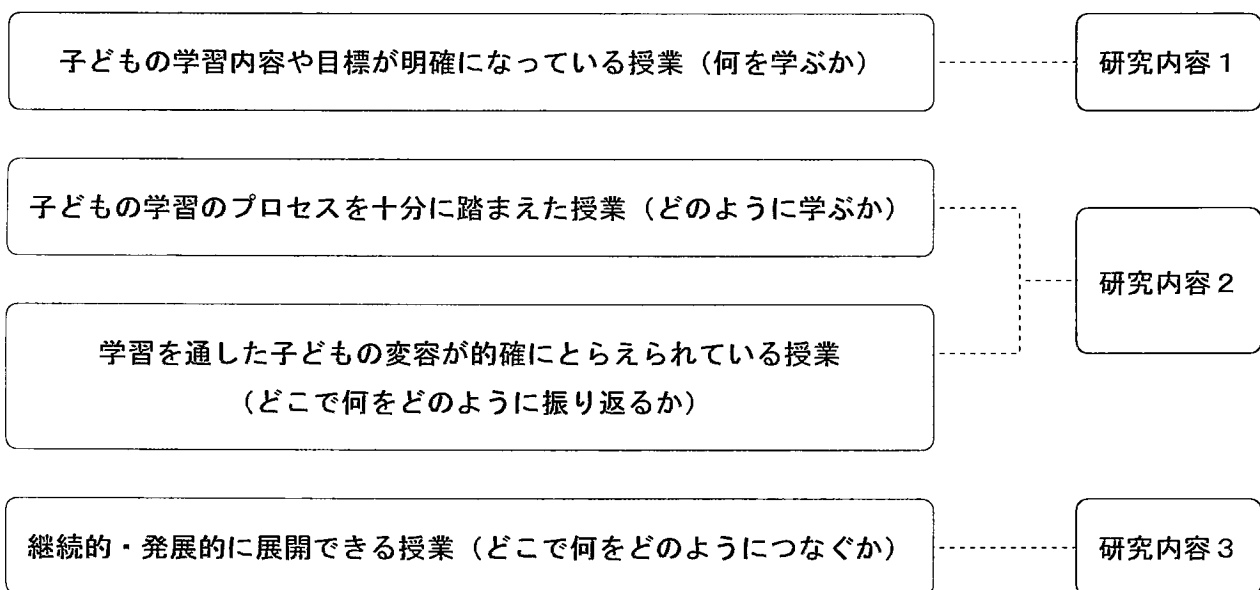 子どもの学習内容や目標が明確になっている授業（何を学ぶか）
研究内容１
子どもの学習のプロセスを十分に踏まえた授業（どのように学ぶか）
研究内容２
学習を通した子どもの変容が的確にとらえられている授業
（どこで何をどのように振り返るか）
継続的・発展的に展開できる授業（どこで何をどのようにつなぐか）
研究内容３